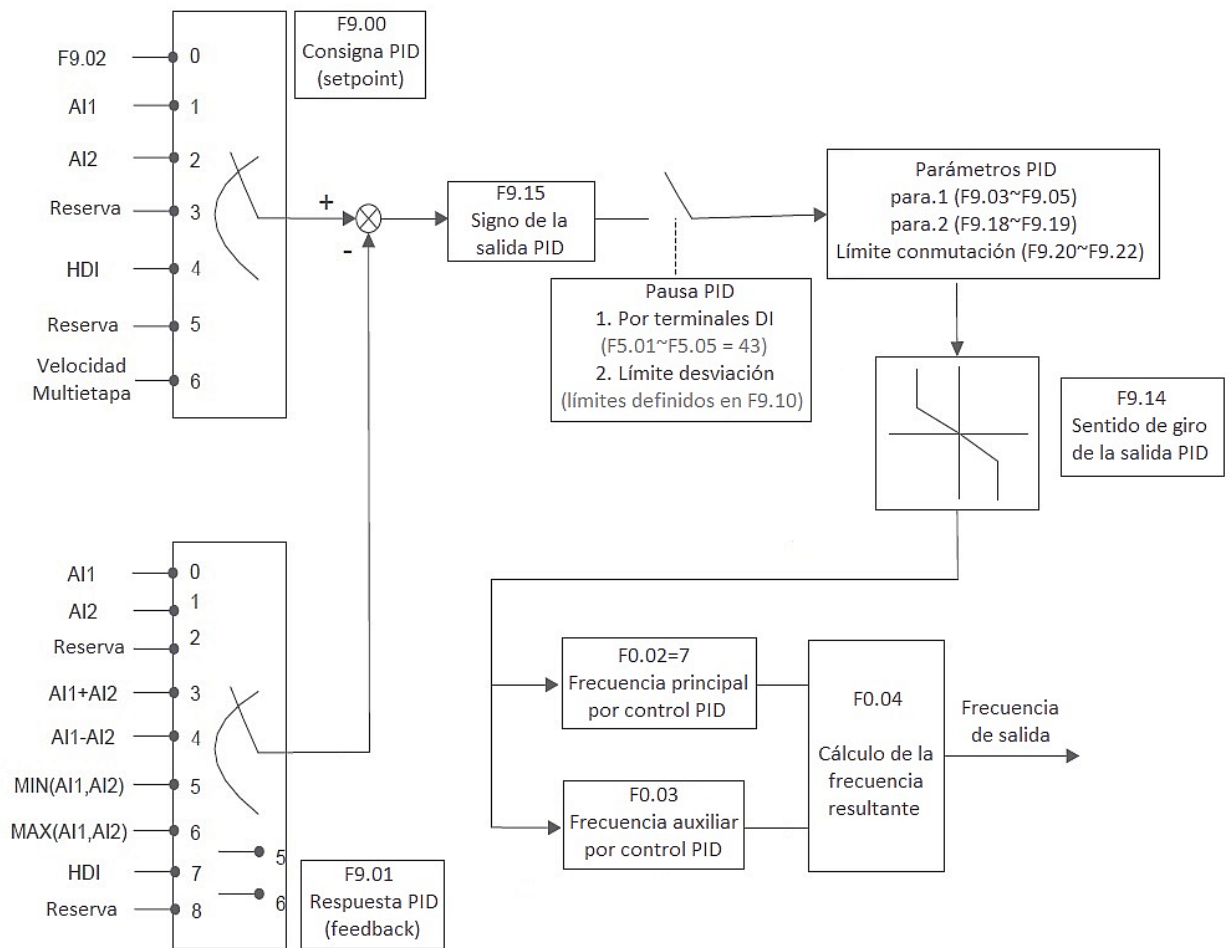 F9.00
Consigna PID
(setpoint)
F9.02
0
AI1
1
AI2
2
Reserva
3
HDI
4
Reserva
5
Velocidad
Multietapa
6
+
-
F9.15
Signo de la
salida PID
Pausa PID
1. Por terminales DI
(F5.01~F5.05 = 43)
2. Límite desviación
(límites definidos en F9.10)
Parámetros PID
para.1 (F9.03~F9.05)
para.2 (F9.18~F9.19)
Límite conmutación (F9.20~F9.22)
F9.14
Sentido de giro
de la salida PID
AI1
0
AI2
1
Reserva
2
AI1+AI2
3
AI1-AI2
4
MIN(AI1,AI2)
5
MAX(AI1,AI2)
6
HDI
7
Reserva
8
5
6
F9.01
Respuesta PID
(feedback)
F0.02=7
Frecuencia principal
por control PID
F0.03
Frecuencia auxiliar
por control PID
F0.04
Cálculo de la
frecuencia
resultante
Frecuencia
de salida